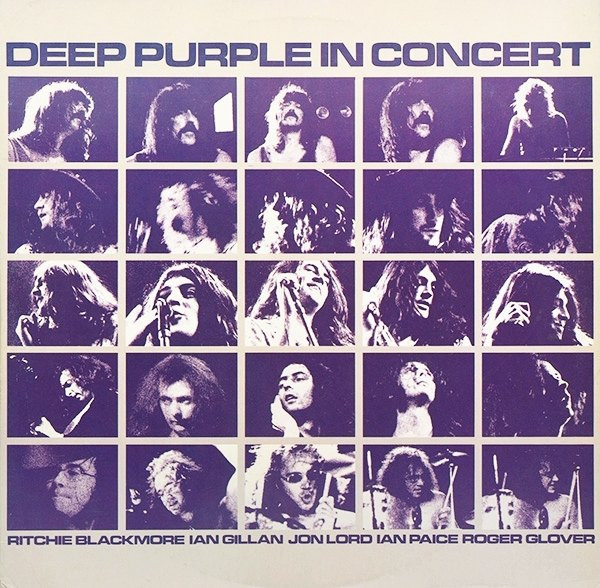 DEEP PURPLE IN CONCERT
RITCHIE BLACKMORE IAN GILLAN JON LORD IAN PAICE ROGER GLOVER